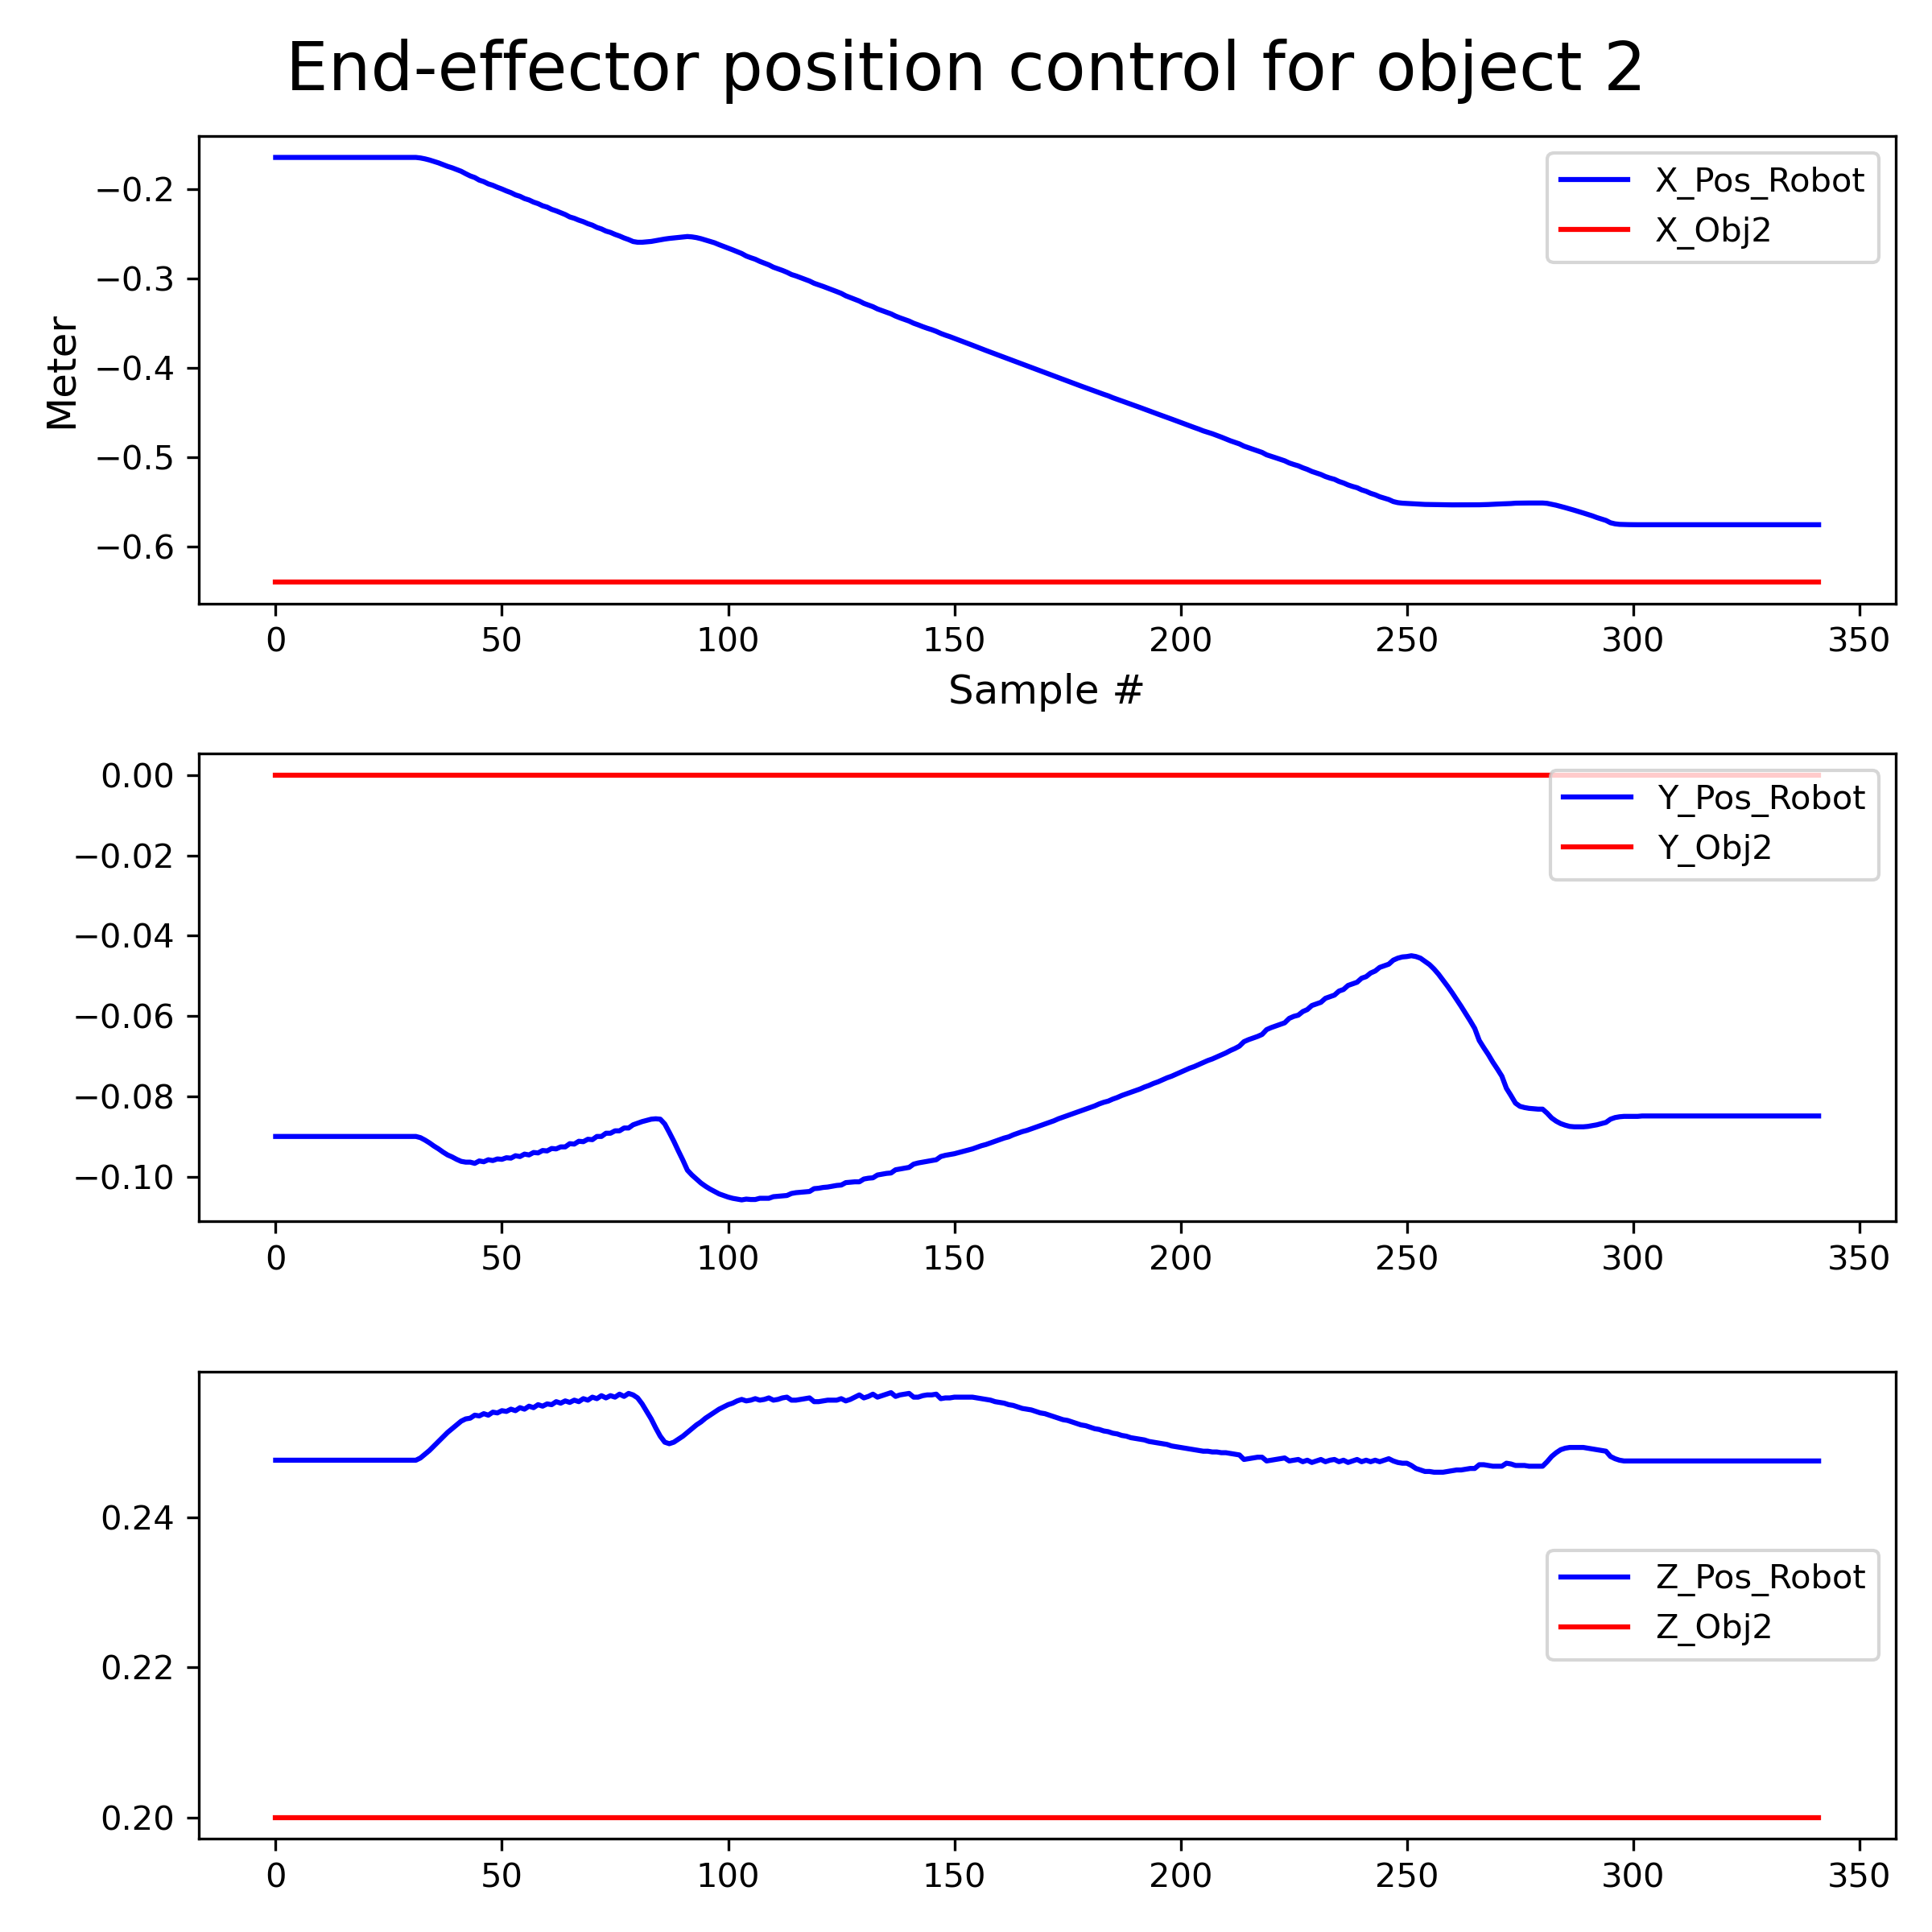 End-effector position control for object 2
Meter
−0.2
−0.3
−0.4
−0.5
−0.6
X_Pos_Robot
X_Obj2
0 50 100 150 200 250 300 350
Sample #
0.00
−0.02
−0.04
−0.06
−0.08
−0.10
Y_Pos_Robot
Y_Obj2
0 50 100 150 200 250 300 350
0.24
0.22
0.20
Z_Pos_Robot
Z_Obj2
0 50 100 150 200 250 300 350